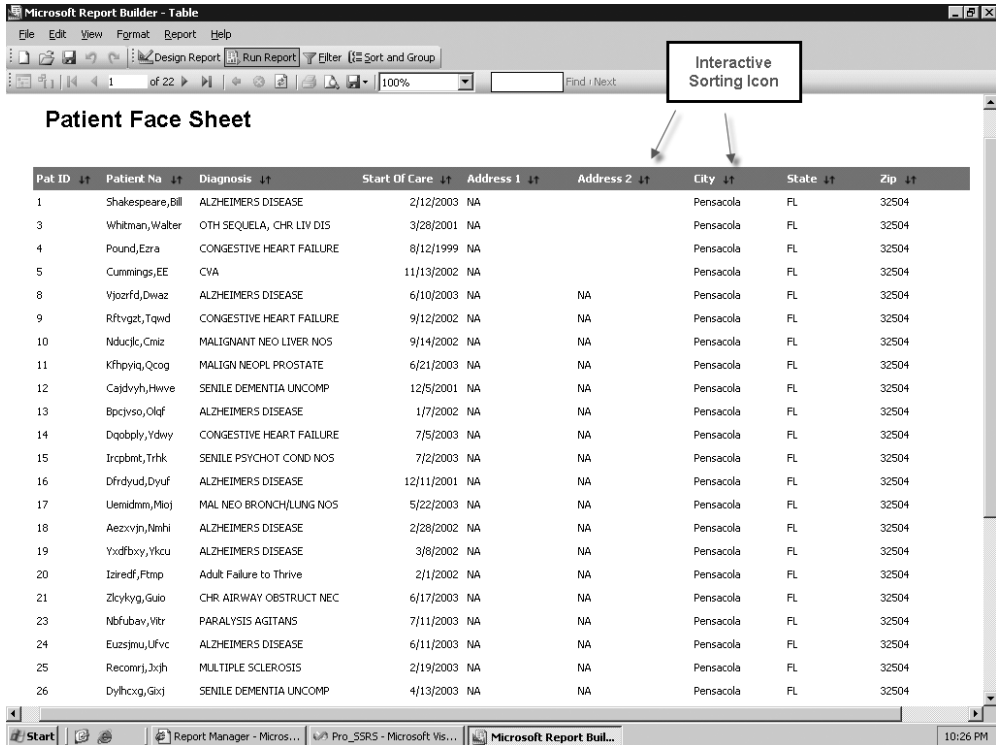 Microsoft Report Builder - Table
File Edit View Format Report Help
Design Report Run Report Filter Sort and Group
1 of 22 100% Find | Next
Interactive
Sorting Icon
Patient Face Sheet
Pat ID Patient Na Diagnosis Start Of Care Address 1 Address 2 City State Zip
1 Shakespeare,Bill ALZHEIMERS DISEASE 2/12/2003 NA Pensacola FL 32504
3 Whitman,Walter OTH SEQUELA, CHR LIV DIS 3/28/2001 NA Pensacola FL 32504
4 Pound,Ezra CONGESTIVE HEART FAILURE 8/12/1999 NA Pensacola FL 32504
5 Cummings,EE CVA 11/13/2002 NA Pensacola FL 32504
8 Vjozrfd,Dwaz ALZHEIMERS DISEASE 6/10/2003 NA NA Pensacola FL 32504
9 Rftvgzt,Tqwd CONGESTIVE HEART FAILURE 9/12/2002 NA NA Pensacola FL 32504
10 Nducjlc,Cmiz MALIGNANT NEO LIVER NOS 9/14/2002 NA NA Pensacola FL 32504
11 Kfhpyiq,Qcog MALIGN NEOPL PROSTATE 6/21/2003 NA NA Pensacola FL 32504
12 Cajdvyh,Hwve SENILE DEMENTIA UNCOMP 12/5/2001 NA NA Pensacola FL 32504
13 Bpcjvso,Olqf ALZHEIMERS DISEASE 1/7/2002 NA NA Pensacola FL 32504
14 Dqobply,Ydwy CONGESTIVE HEART FAILURE 7/5/2003 NA NA Pensacola FL 32504
15 Ircpbmt,Trhk SENILE PSYCHOT COND NOS 7/2/2003 NA NA Pensacola FL 32504
16 Dfrdyud,Dyuf ALZHEIMERS DISEASE 12/11/2001 NA NA Pensacola FL 32504
17 Uemidmm,Mioj MAL NEO BRONCH/LUNG NOS 5/22/2003 NA NA Pensacola FL 32504
18 Aezxvjn,Nmhi ALZHEIMERS DISEASE 2/28/2002 NA NA Pensacola FL 32504
19 Yxdfbxy,Ykcu ALZHEIMERS DISEASE 3/8/2002 NA NA Pensacola FL 32504
20 Iziredf,Ftmp Adult Failure to Thrive 2/1/2002 NA NA Pensacola FL 32504
21 Zlcykyg,Guio CHR AIRWAY OBSTRUCT NEC 6/17/2003 NA NA Pensacola FL 32504
23 Nbfubav,Vitr PARALYSIS AGITANS 7/11/2003 NA NA Pensacola FL 32504
24 Euzsjmu,Ufvc ALZHEIMERS DISEASE 6/11/2003 NA NA Pensacola FL 32504
25 Recomrj,Jxjh MULTIPLE SCLEROSIS 2/19/2003 NA NA Pensacola FL 32504
26 Dylhcxg,Gixj SENILE DEMENTIA UNCOMP 4/13/2003 NA NA Pensacola FL 32504
Start Report Manager - Micros... Pro_SSRS - Microsoft Vis... Microsoft Report Buil... 10:26 PM